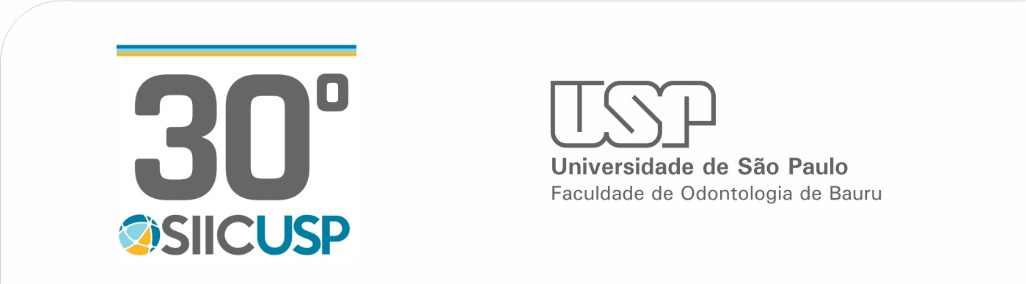 30º
SIICUSP
USP
Universidade de São Paulo
Faculdade de Odontologia de Bauru